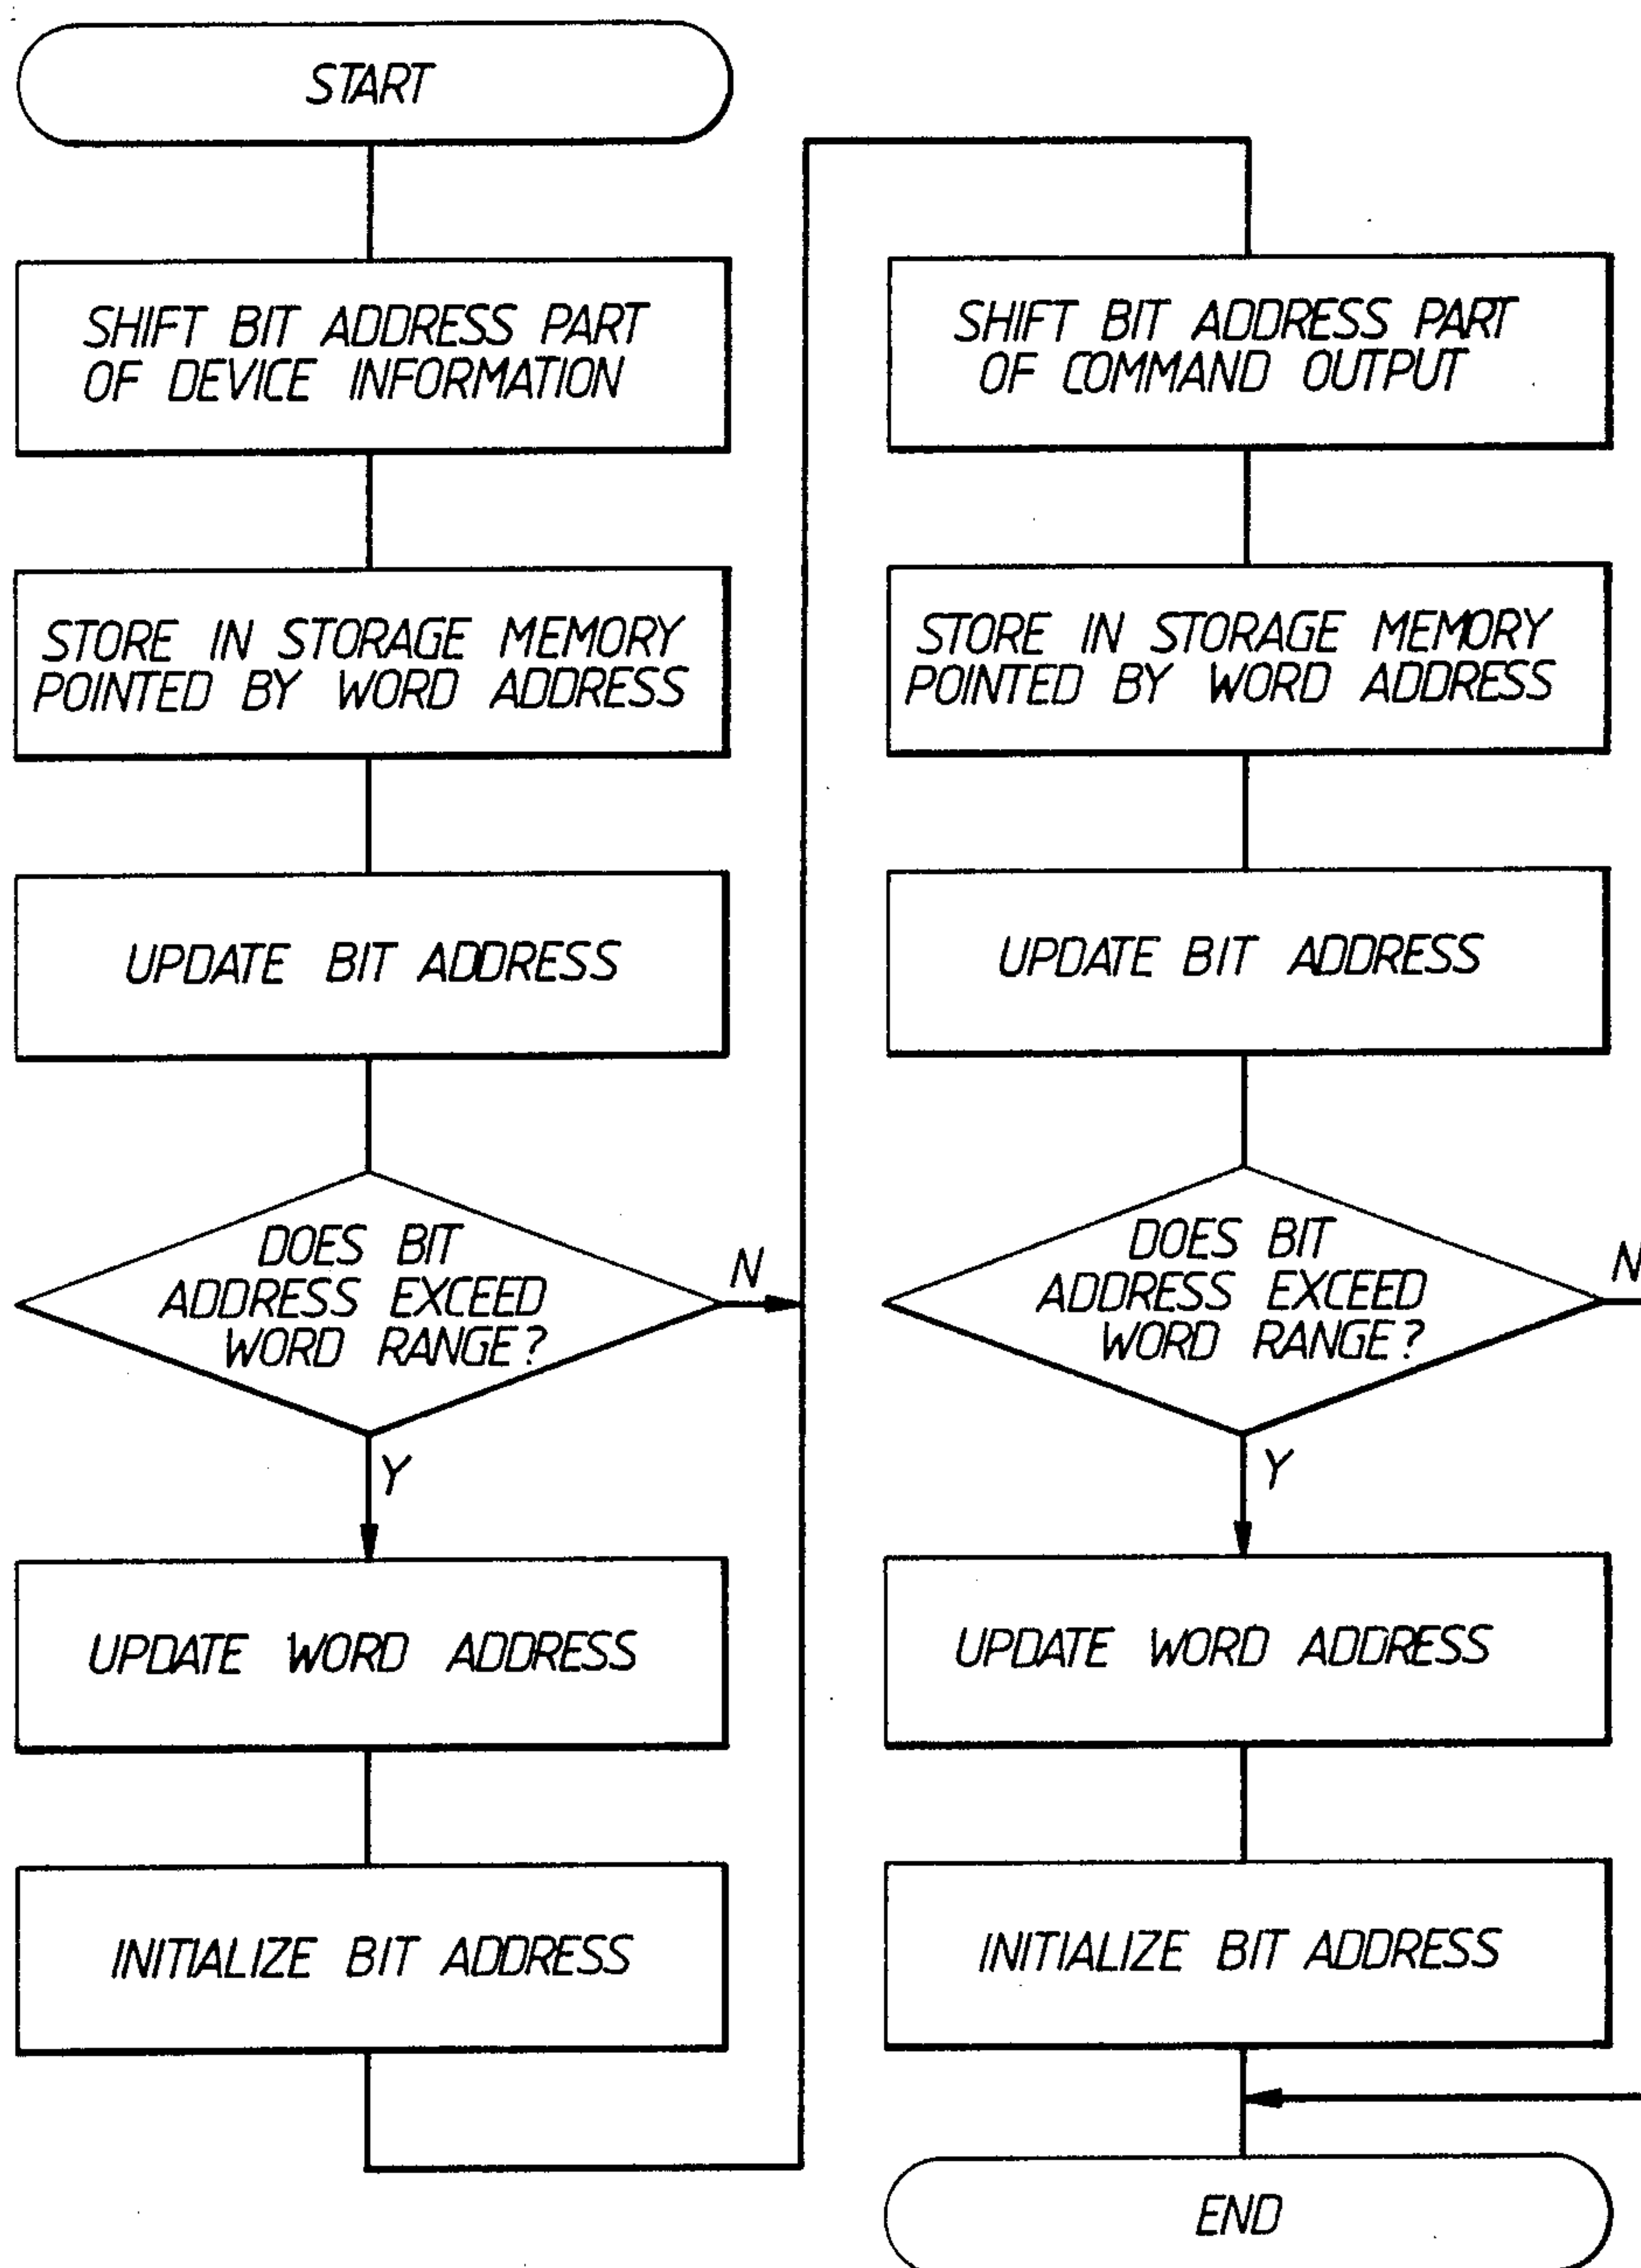 START
SHIFT BIT ADDRESS PART
OF DEVICE INFORMATION
STORE IN STORAGE MEMORY
POINTED BY WORD ADDRESS
UPDATE BIT ADDRESS
DOES BIT
ADDRESS EXCEED
WORD RANGE?
N
Y
UPDATE WORD ADDRESS
INITIALIZE BIT ADDRESS
SHIFT BIT ADDRESS PART
OF COMMAND OUTPUT
STORE IN STORAGE MEMORY
POINTED BY WORD ADDRESS
UPDATE BIT ADDRESS
DOES BIT
ADDRESS EXCEED
WORD RANGE?
N
Y
UPDATE WORD ADDRESS
INITIALIZE BIT ADDRESS
END